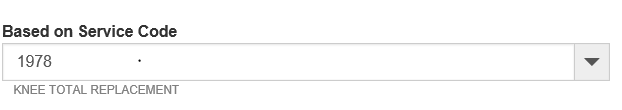 Based on Service Code
1978 ·
KNEE TOTAL REPLACEMENT